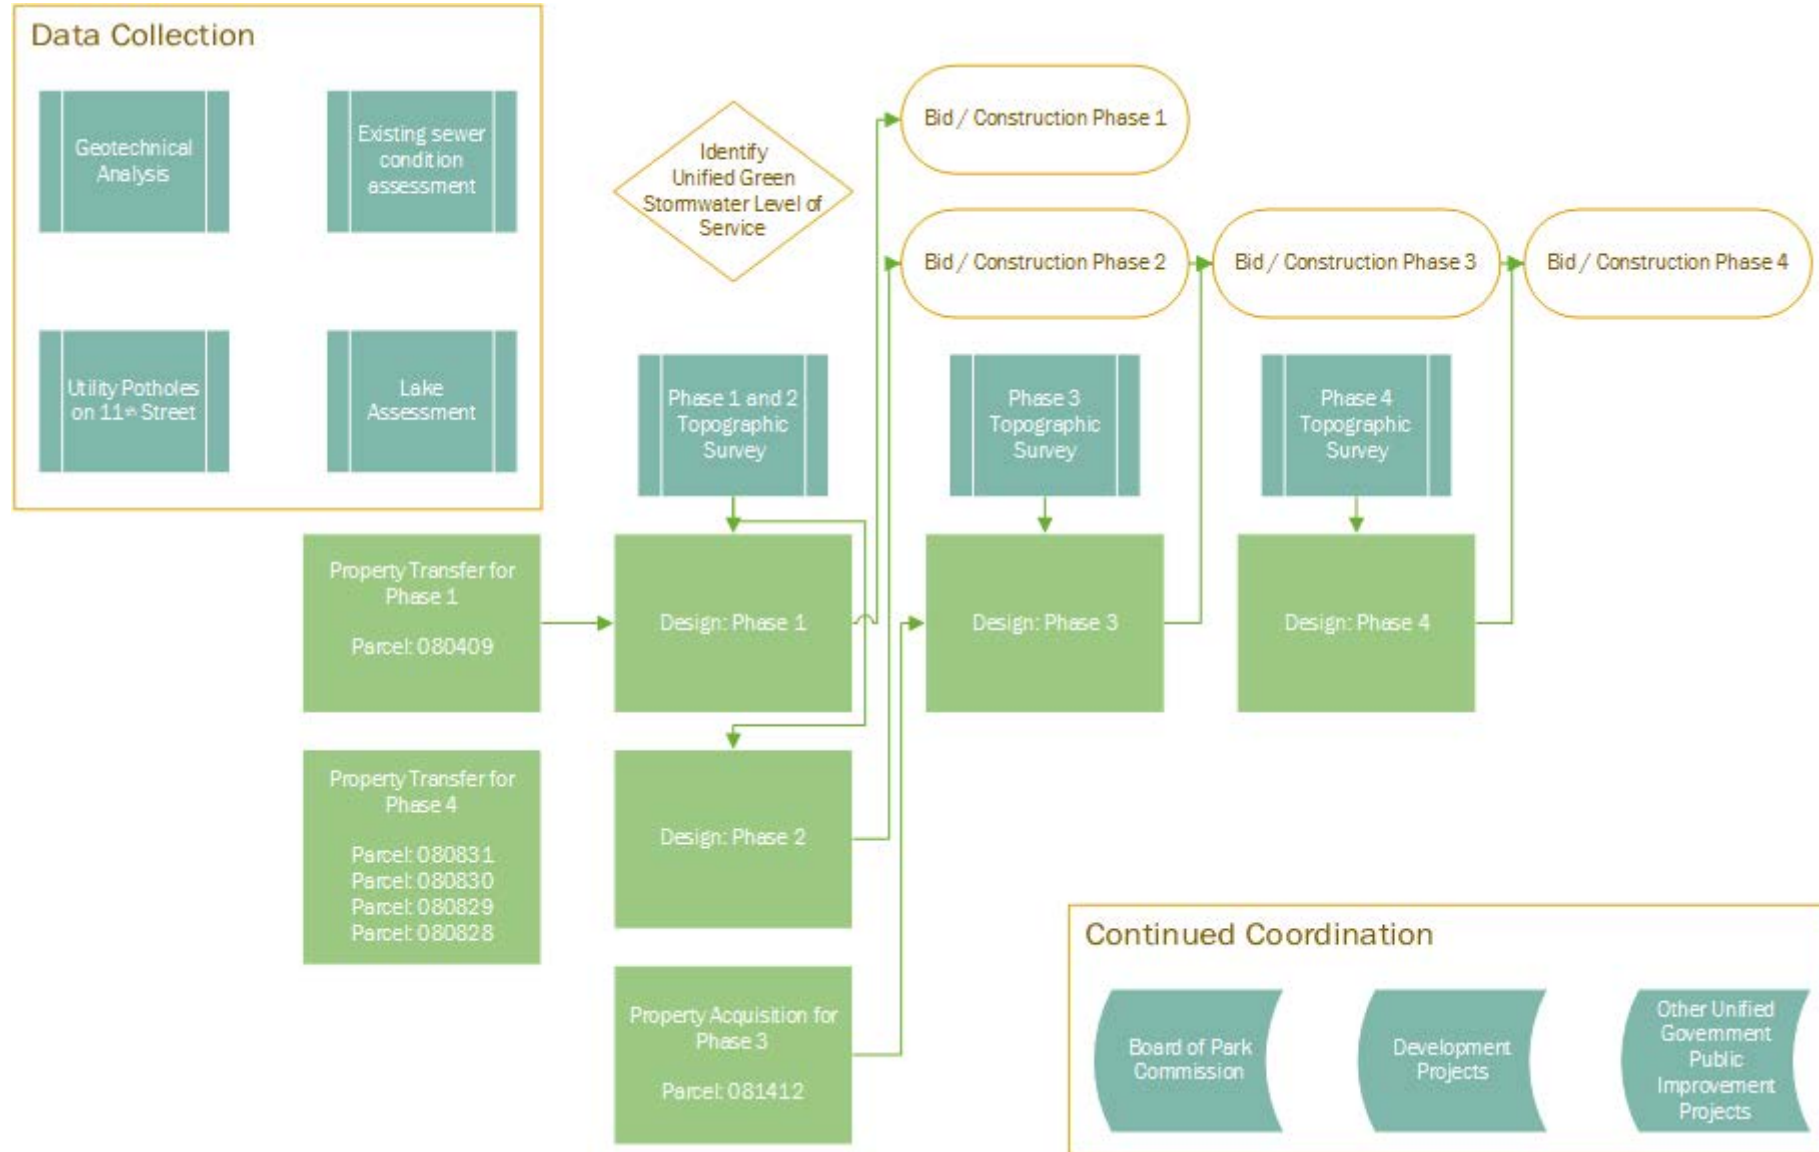 Data Collection
Geotechnical
Analysis
Existing sewer
condition
assessment
Utility Potholes
on 11th Street
Lake
Assessment
Identify
Unified Green
Stormwater Level of
Service
Bid / Construction Phase 1
Bid / Construction Phase 2
Bid / Construction Phase 3
Bid / Construction Phase 4
Phase 1 and 2
Topographic
Survey
Phase 3
Topographic
Survey
Phase 4
Topographic
Survey
Property Transfer for
Phase 1
Parcel: 080409
Design: Phase 1
Design: Phase 3
Design: Phase 4
Property Transfer for
Phase 4
Parcel: 080831
Parcel: 080830
Parcel: 080829
Parcel: 080828
Design: Phase 2
Property Acquisition for
Phase 3
Parcel: 081412
Continued Coordination
Board of Park
Commission
Development
Projects
Other Unified
Government
Public
Improvement
Projects